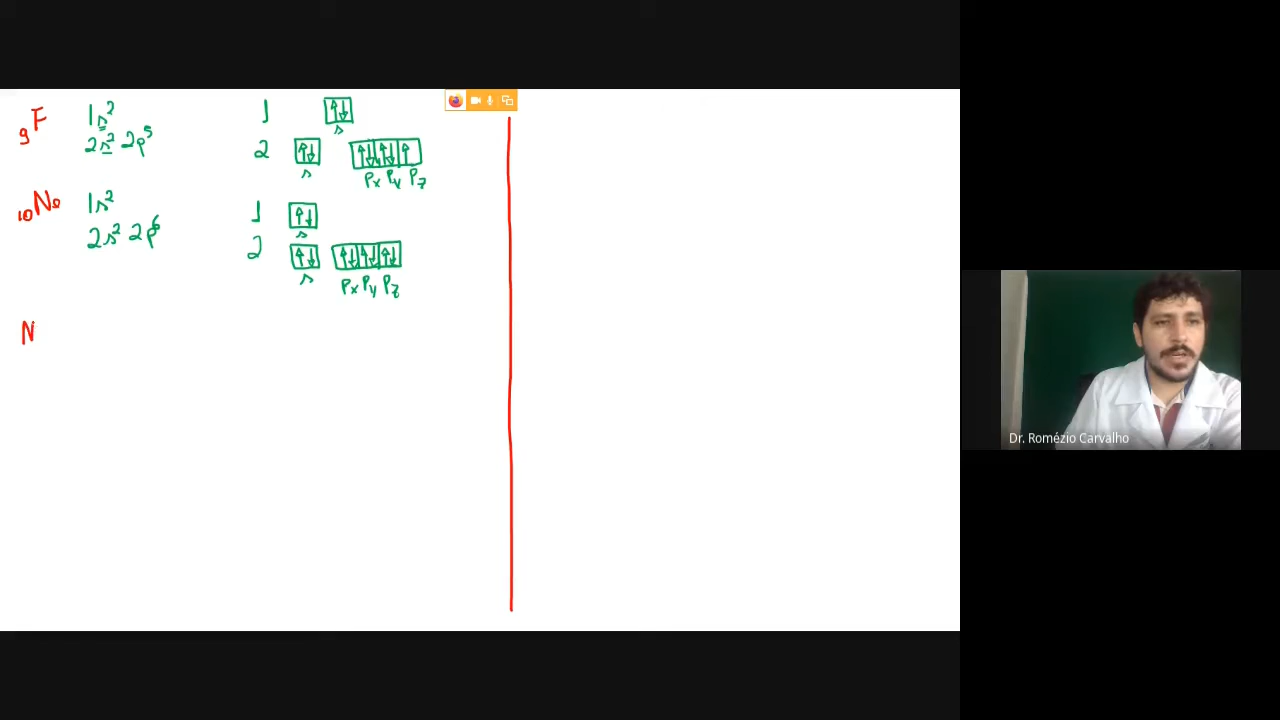 ₉F 1s² 1 ↑↓
s
2s² 2p⁵ 2 ↑↓ ↑↓ ↑↓ ↑
s Px Py Pz
₁₀Ne 1s² 1 ↑↓
s
2s² 2p⁶ 2 ↑↓ ↑↓ ↑↓ ↑↓
s Px Py Pz
N
Dr. Romézio Carvalho